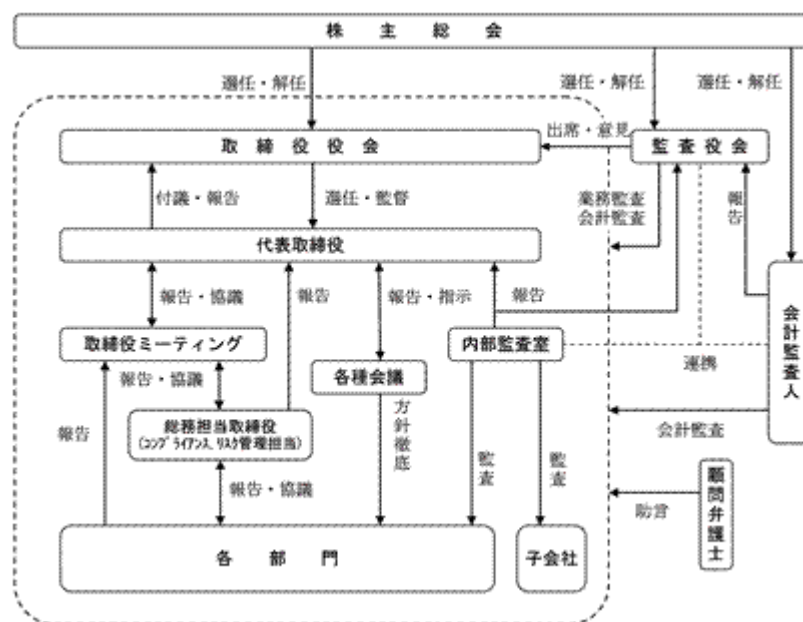 株主総会
選任・解任
選任・解任
選任・解任
取締役役会
出席・意見
監査役会
付議・報告
選任・監督
業務監査
会計監査
報告
代表取締役
報告・協議
報告
報告・指示
報告
会計監査人
取締役ミーティング
内部監査室
連携
報告・協議
各種会議
報告
総務担当取締役
(コンプライアンス、リスク管理担当)
方針徹底
会計監査
監査
監査
報告・協議
助言
顧問弁護士
各部門
子会社